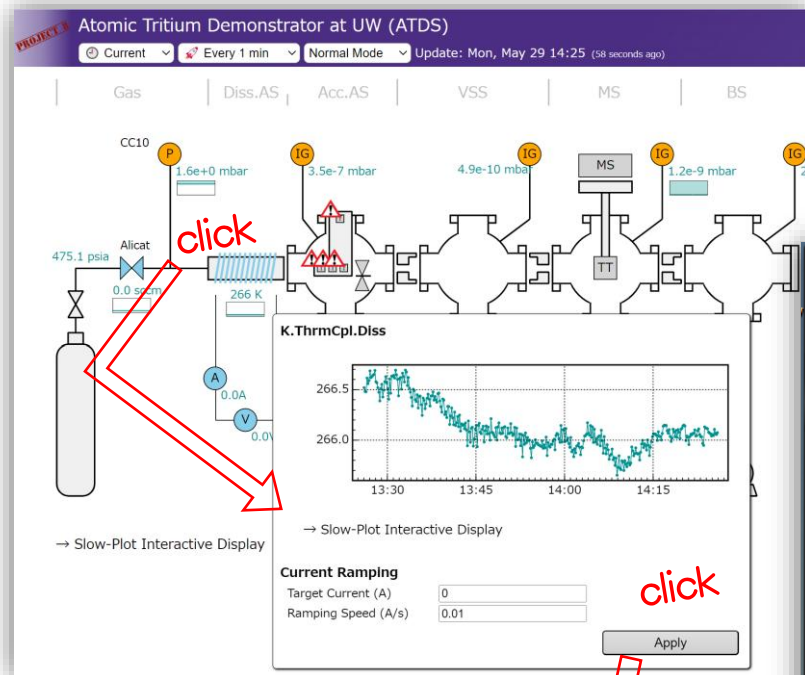 PROJECT 8
Atomic Tritium Demonstrator at UW (ATDS)
Current Every 1 min Normal Mode Update: Mon, May 29 14:25 (58 seconds ago)
Gas Diss.AS Acc.AS VSS MS BS
CC10
P IG IG MS IG IG
1.6e+0 mbar 3.5e-7 mbar 4.9e-10 mbar 1.2e-9 mbar
click
475.1 psia Alicat
TT
0.0 sccm 266 K
K.ThrmCpl.Diss
A
0.0A
266.5
V
0.0V
266.0
13:30 13:45 14:00 14:15
→ Slow-Plot Interactive Display
→ Slow-Plot Interactive Display
Current Ramping
Target Current (A) 0
click
Ramping Speed (A/s) 0.01
Apply